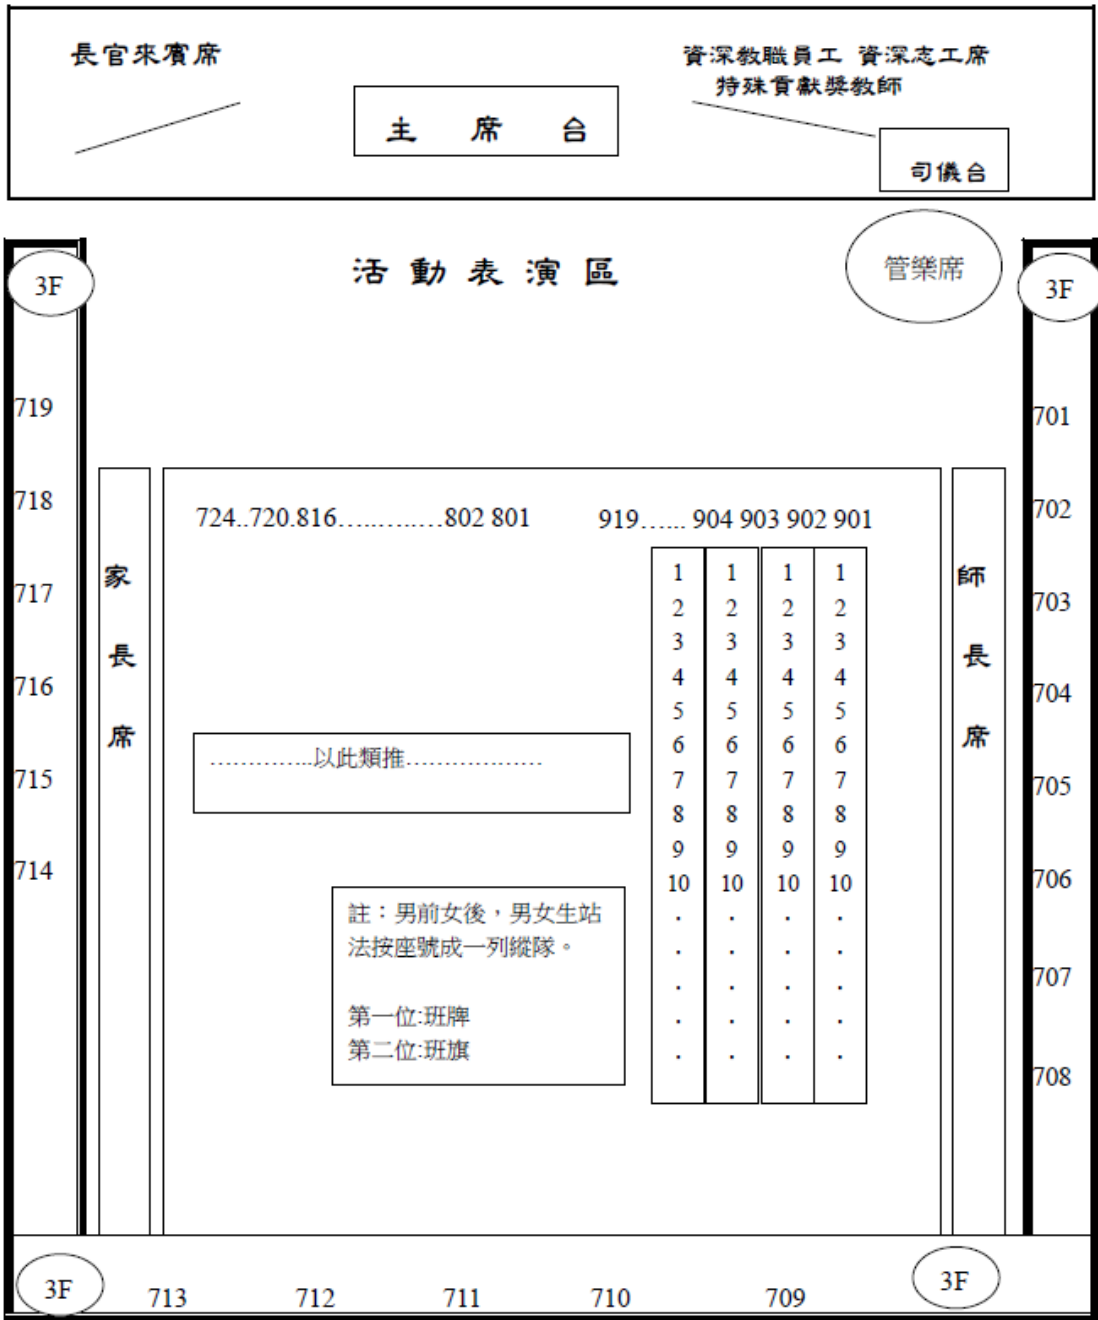 長官來賓席
資深教職員工 資深志工席
特殊貢獻獎教師
主 席 台
司儀台
活 動 表 演 區
管樂席
3F
3F
719
718
717
716
715
714
家
長
席
724..720.816…..…..…802 801
919…... 904 903 902 901
1 1 1 1
2 2 2 2
3 3 3 3
4 4 4 4
5 5 5 5
6 6 6 6
7 7 7 7
8 8 8 8
9 9 9 9
10 10 10 10
. . . .
. . . .
. . . .
. . . .
. . . .
…………..以此類推………………
註：男前女後，男女生站
法按座號成一列縱隊。
第一位:班牌
第二位:班旗
師
長
席
701
702
703
704
705
706
707
708
3F
713 712 711 710 709
3F